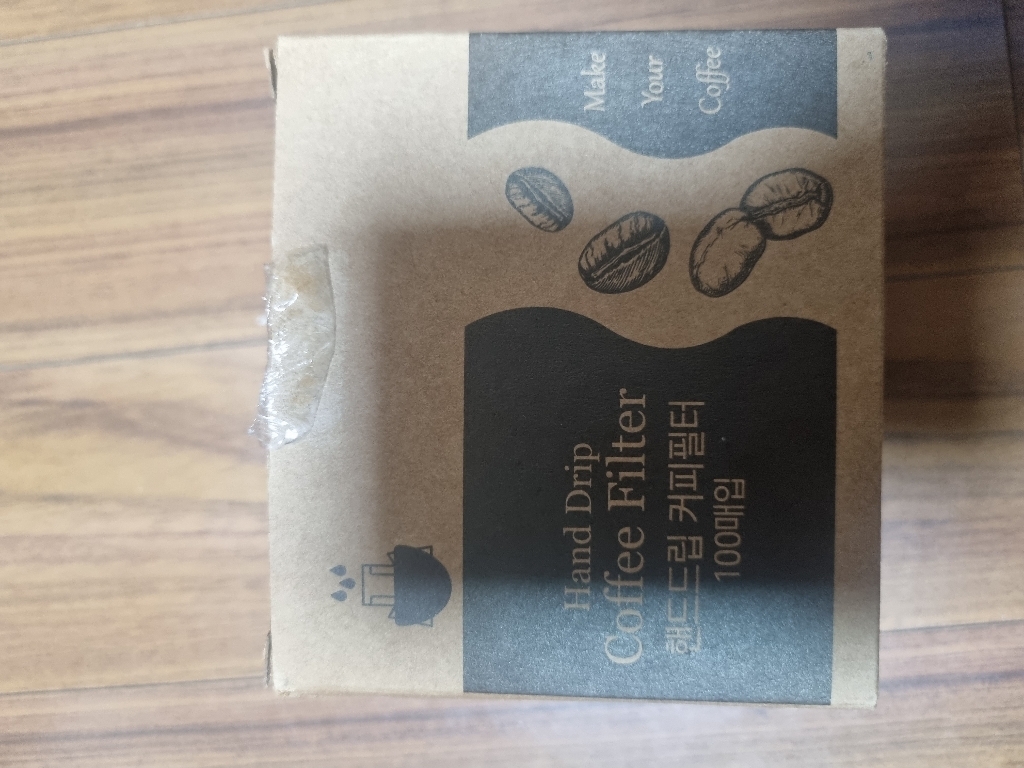 Hand Drip
Coffee Filter
핸드드립 커피필터
100매입
Make
Your
Coffee